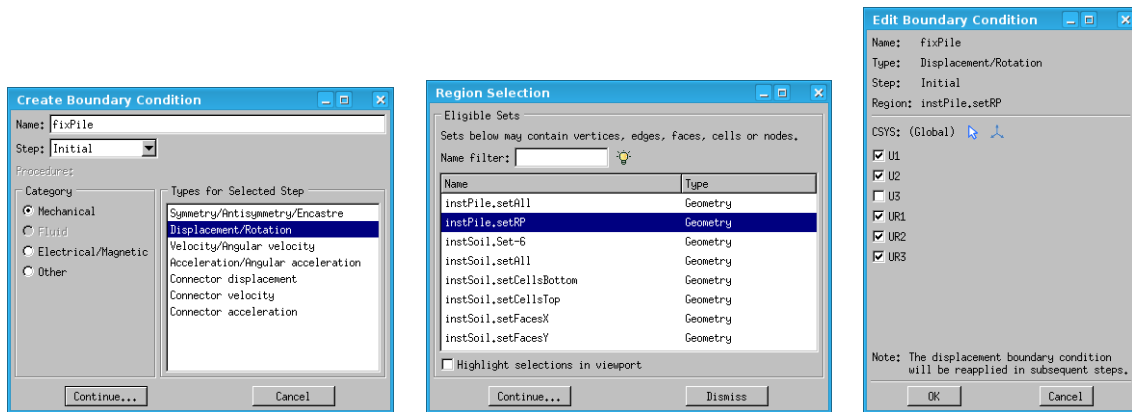 Create Boundary Condition
Name: fixPile
Step: Initial
Procedure:
Category
Mechanical
Fluid
Electrical/Magnetic
Other
Types for Selected Step
Symmetry/Antisymmetry/Encastre
Displacement/Rotation
Velocity/Angular velocity
Acceleration/Angular acceleration
Connector displacement
Connector velocity
Connector acceleration
Continue...
Cancel
Region Selection
Eligible Sets
Sets below may contain vertices, edges, faces, cells or nodes.
Name filter:
Name Type
instPile.setAll Geometry
instPile.setRP Geometry
instSoil.Set-6 Geometry
instSoil.setAll Geometry
instSoil.setCellsBottom Geometry
instSoil.setCellsTop Geometry
instSoil.setFacesX Geometry
instSoil.setFacesY Geometry
Highlight selections in viewport
Continue...
Dismiss
Edit Boundary Condition
Name: fixPile
Type: Displacement/Rotation
Step: Initial
Region: instPile.setRP
CSYS: (Global)
U1
U2
U3
UR1
UR2
UR3
Note: The displacement boundary condition
will be reapplied in subsequent steps.
OK
Cancel